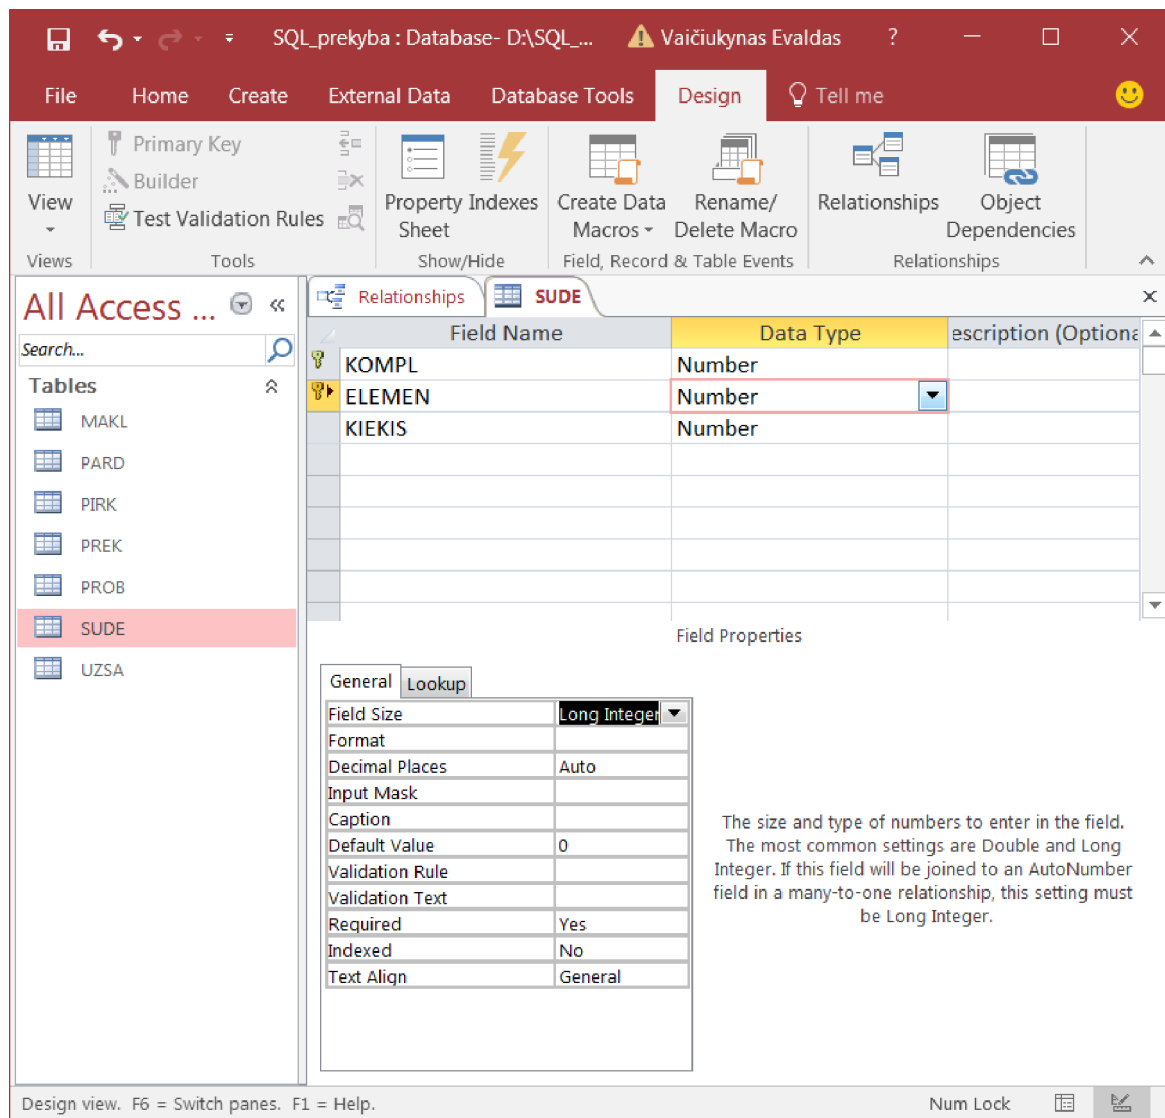 SQL_prekyba : Database- D:\SQL_... Vaičiukynas Evaldas ?
File Home Create External Data Database Tools Design Tell me
View
Views
Primary Key
Builder
Test Validation Rules
Tools
Property Sheet
Indexes
Show/Hide
Create Data Macros
Rename/ Delete Macro
Field, Record & Table Events
Relationships
Object Dependencies
Relationships
All Access ...
Search...
Tables
MAKL
PARD
PIRK
PREK
PROB
SUDE
UZSA
Relationships SUDE
Field Name Data Type escription (Optiona
KOMPL Number
ELEMEN Number
KIEKIS Number
Field Properties
General Lookup
Field Size Long Integer
Format
Decimal Places Auto
Input Mask
Caption
Default Value 0
Validation Rule
Validation Text
Required Yes
Indexed No
Text Align General
The size and type of numbers to enter in the field.
The most common settings are Double and Long
Integer. If this field will be joined to an AutoNumber
field in a many-to-one relationship, this setting must
be Long Integer.
Design view. F6 = Switch panes. F1 = Help. Num Lock